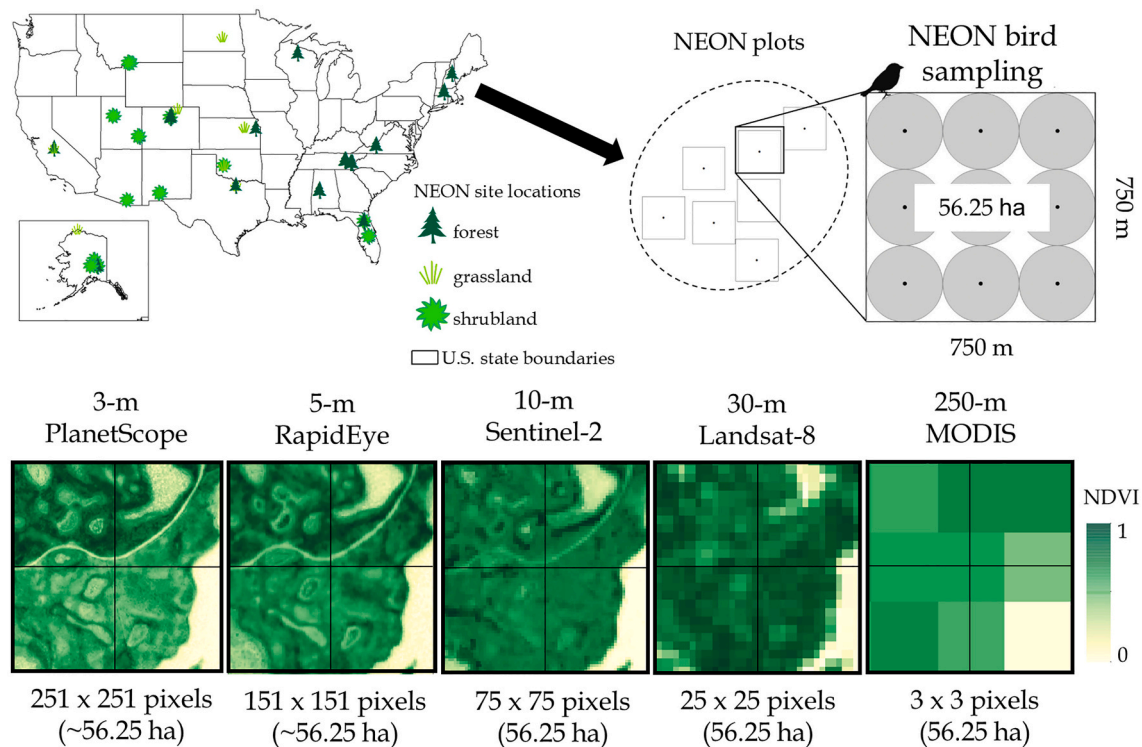 NEON plots
NEON bird
sampling
56.25 ha
750 m
750 m
NEON site locations
forest
grassland
shrubland
U.S. state boundaries
3-m
PlanetScope
5-m
RapidEye
10-m
Sentinel-2
30-m
Landsat-8
250-m
MODIS
NDVI
1
0
251 x 251 pixels
(~56.25 ha)
151 x 151 pixels
(~56.25 ha)
75 x 75 pixels
(56.25 ha)
25 x 25 pixels
(56.25 ha)
3 x 3 pixels
(56.25 ha)